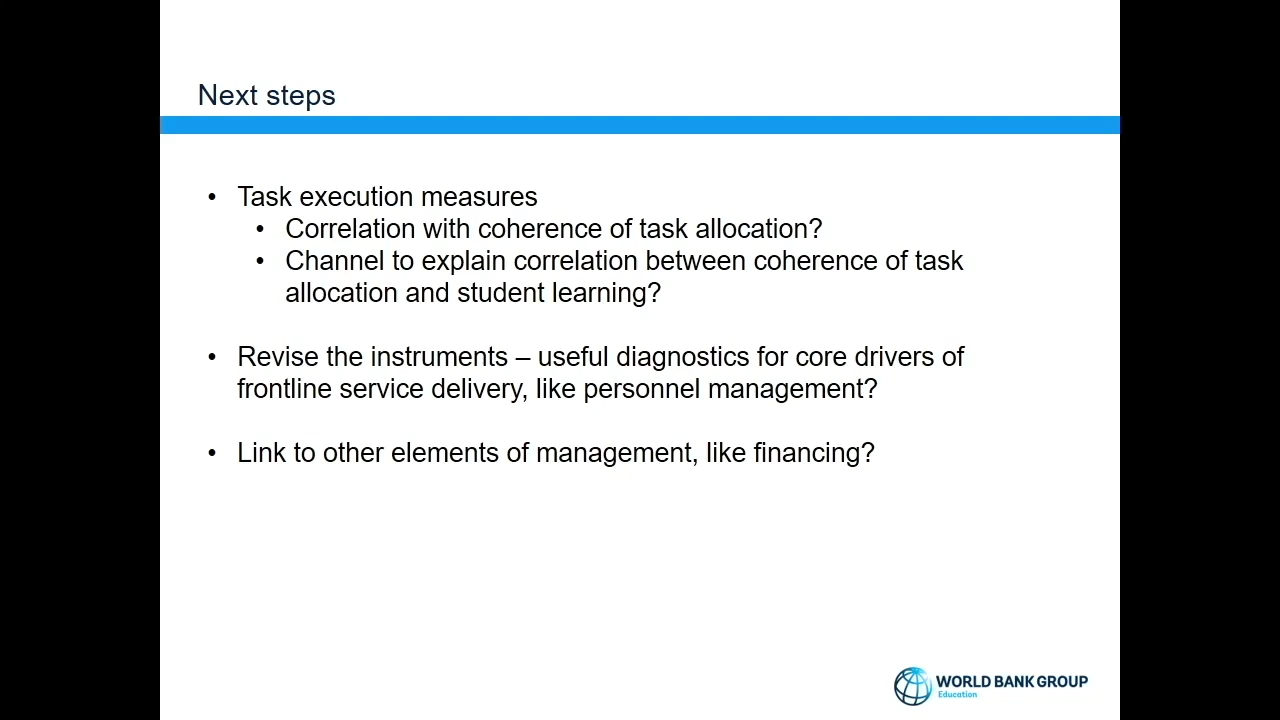 Next steps
• Task execution measures
• Correlation with coherence of task allocation?
• Channel to explain correlation between coherence of task
allocation and student learning?
• Revise the instruments – useful diagnostics for core drivers of
frontline service delivery, like personnel management?
• Link to other elements of management, like financing?
WORLD BANK GROUP
Education